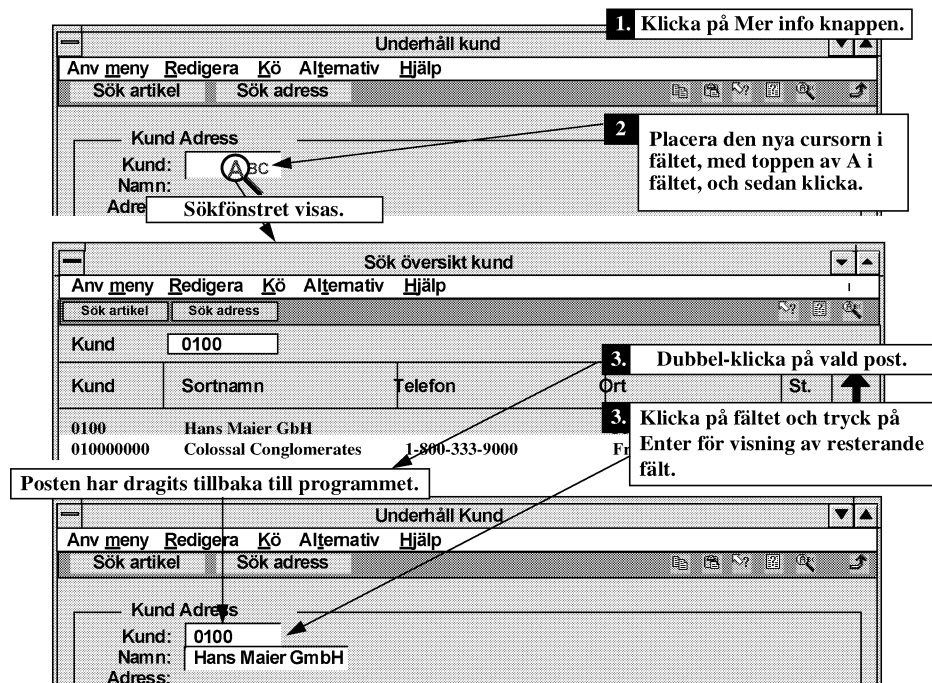 1. Klicka på Mer info knappen.
Underhåll kund
Anv meny Redigera Kö Alternativ Hjälp
Sök artikel Sök adress
Kund Adress
2 Placera den nya cursorn i
fältet, med toppen av A i
fältet, och sedan klicka.
Kund: ABC
Namn:
Adre
Sökfönstret visas.
Sök översikt kund
Anv meny Redigera Kö Alternativ Hjälp
Sök artikel Sök adress
Kund 0100
3. Dubbel-klicka på vald post.
Kund Sortnamn Telefon Ort St.
3. Klicka på fältet och tryck på
Enter för visning av resterande
fält.
0100 Hans Maier GbH
010000000 Colossal Conglomerates 1-800-333-9000 Fr
Posten har dragits tillbaka till programmet.
Underhåll Kund
Anv meny Redigera Kö Alternativ Hjälp
Sök artikel Sök adress
Kund Adress
Kund: 0100
Namn: Hans Maier GmbH
Adress: